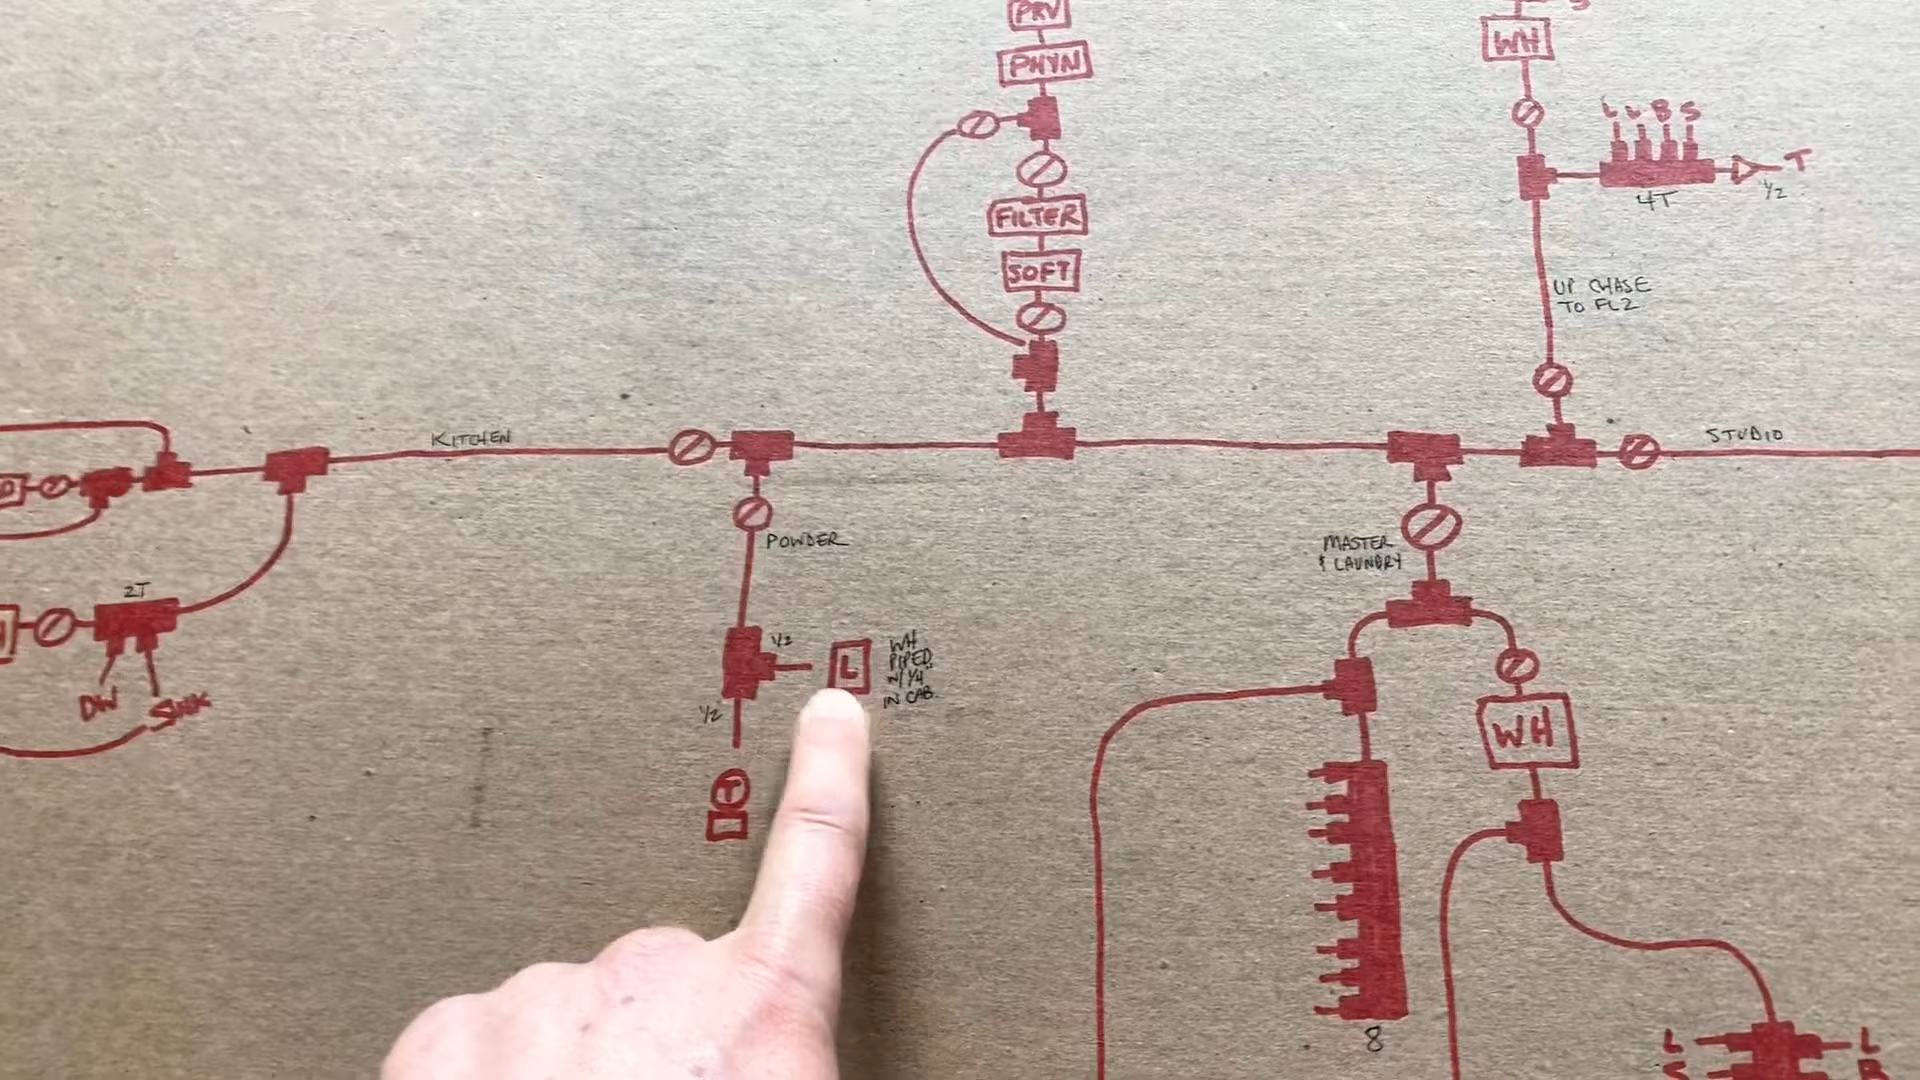 PRV
PHYN
FILTER
SOFT
WH
L L B S
T
4T
1/2
UP CHASE
TO FL2
KITCHEN
STUDIO
POWDER
MASTER
& LAUNDRY
2T
DW
SINK
1/2
L
WH
PIPED
W/ 1/4
IN CAB.
1/2
T
WH
8
L
L
S
B